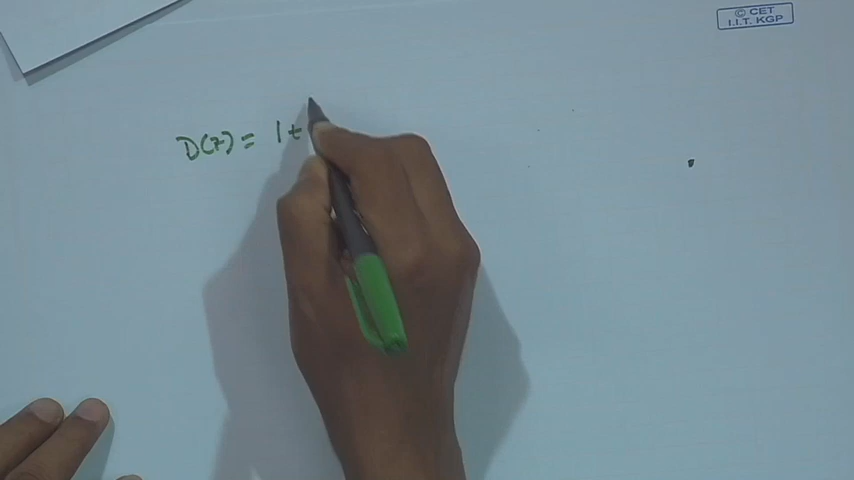 © CET
I.I.T. KGP
D(z) = 1 +